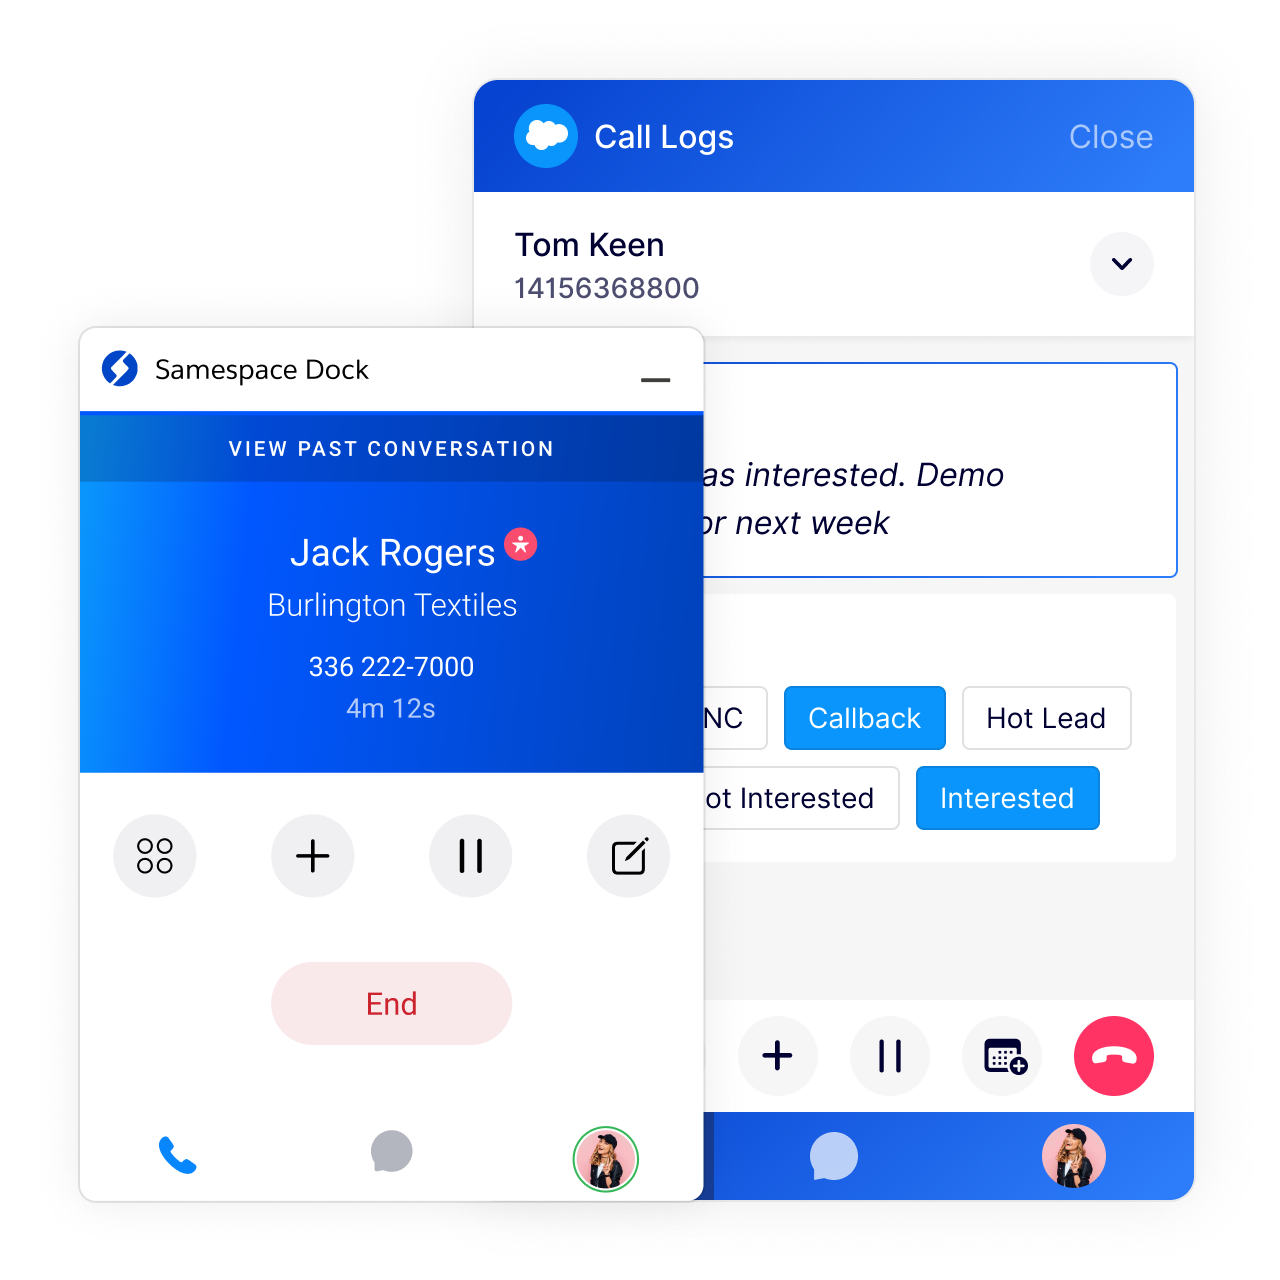 Call Logs
Close
Tom Keen
14156368800
as interested. Demo
or next week
NC
Callback
Hot Lead
ot Interested
Interested
Samespace Dock
VIEW PAST CONVERSATION
Jack Rogers
Burlington Textiles
336 222-7000
4m 12s
End